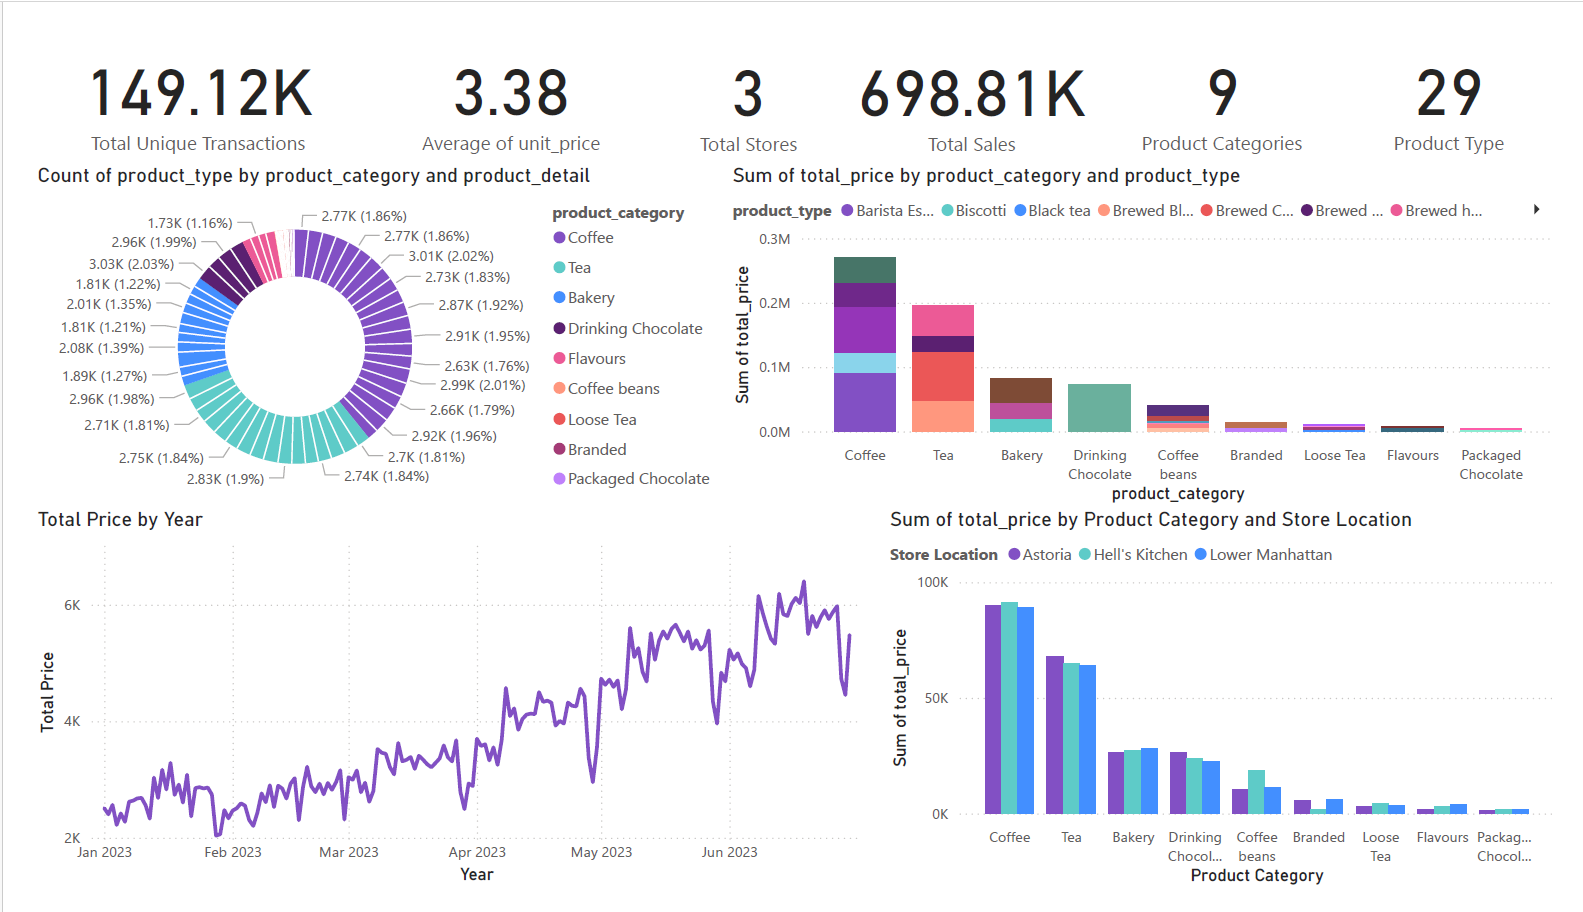 149.12K
Total Unique Transactions
3.38
Average of unit_price
3
Total Stores
698.81K
Total Sales
9
Product Categories
29
Product Type
Count of product_type by product_category and product_detail
2.77K (1.86%)
2.77K (1.86%)
3.01K (2.02%)
2.73K (1.83%)
2.87K (1.92%)
2.91K (1.95%)
2.63K (1.76%)
2.99K (2.01%)
2.66K (1.79%)
2.92K (1.96%)
2.7K (1.81%)
2.74K (1.84%)
2.83K (1.9%)
2.75K (1.84%)
2.71K (1.81%)
2.96K (1.98%)
1.89K (1.27%)
2.08K (1.39%)
1.81K (1.21%)
2.01K (1.35%)
1.81K (1.22%)
3.03K (2.03%)
2.96K (1.99%)
1.73K (1.16%)
product_category
Coffee
Tea
Bakery
Drinking Chocolate
Flavours
Coffee beans
Loose Tea
Branded
Packaged Chocolate
Sum of total_price by product_category and product_type
product_type Barista Es... Biscotti Black tea Brewed Bl... Brewed C... Brewed ... Brewed h...
Sum of total_price
0.3M
0.2M
0.1M
0.0M
Coffee
Tea
Bakery
Drinking
Chocolate
Coffee
beans
Branded
Loose Tea
Flavours
Packaged
Chocolate
product_category
Total Price by Year
Total Price
6K
4K
2K
Jan 2023
Feb 2023
Mar 2023
Apr 2023
May 2023
Jun 2023
Year
Sum of total_price by Product Category and Store Location
Store Location Astoria Hell's Kitchen Lower Manhattan
Sum of total_price
100K
50K
0K
Coffee
Tea
Bakery
Drinking
Chocol...
Coffee
beans
Branded
Loose
Tea
Flavours
Packag...
Chocol...
Product Category